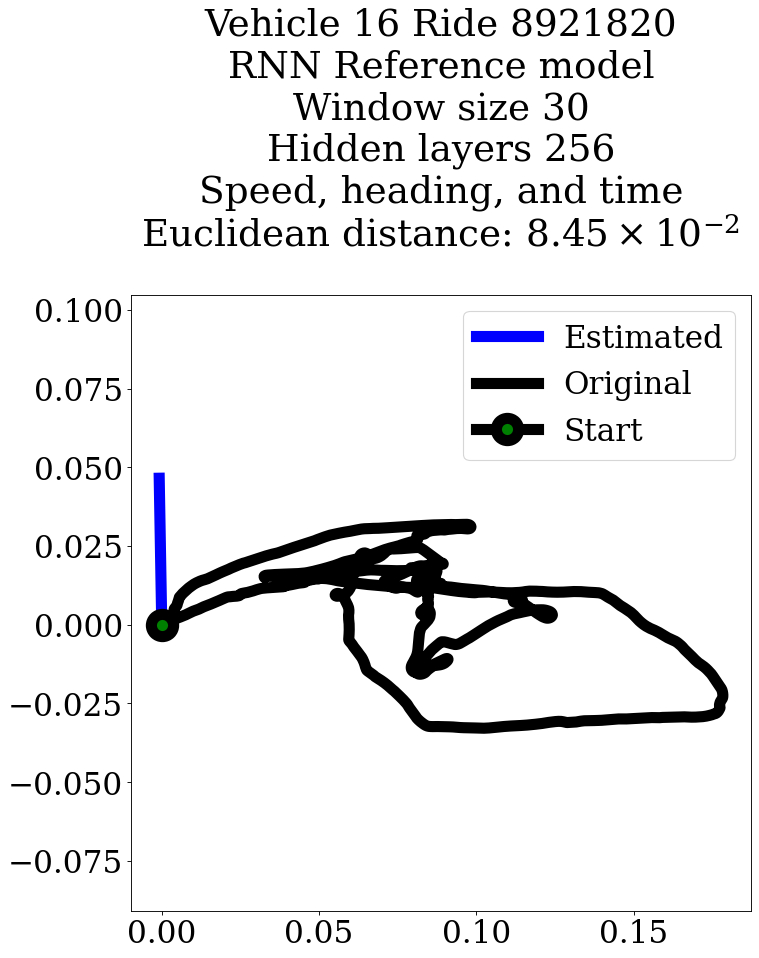 Vehicle 16 Ride 8921820
RNN Reference model
Window size 30
Hidden layers 256
Speed, heading, and time
Euclidean distance: 8.45 × 10⁻²
0.100
0.075
0.050
0.025
0.000
−0.025
−0.050
−0.075
Estimated
Original
Start
0.00 0.05 0.10 0.15